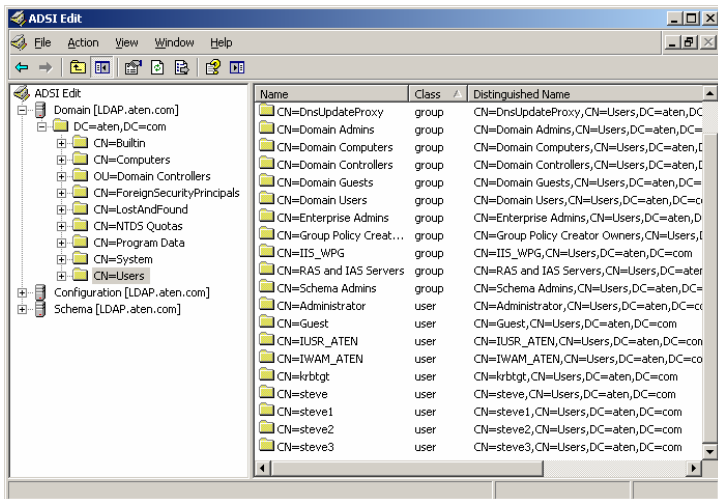 ADSI Edit
File Action View Window Help
ADSI Edit
Domain [LDAP.aten.com]
DC=aten,DC=com
CN=Builtin
CN=Computers
OU=Domain Controllers
CN=ForeignSecurityPrincipals
CN=LostAndFound
CN=NTDS Quotas
CN=Program Data
CN=System
CN=Users
Configuration [LDAP.aten.com]
Schema [LDAP.aten.com]
Name Class Distinguished Name
CN=DnsUpdateProxy group CN=DnsUpdateProxy,CN=Users,DC=aten,DC
CN=Domain Admins group CN=Domain Admins,CN=Users,DC=aten,DC=
CN=Domain Computers group CN=Domain Computers,CN=Users,DC=aten,D
CN=Domain Controllers group CN=Domain Controllers,CN=Users,DC=aten,D
CN=Domain Guests group CN=Domain Guests,CN=Users,DC=aten,DC=
CN=Domain Users group CN=Domain Users,CN=Users,DC=aten,DC=co
CN=Enterprise Admins group CN=Enterprise Admins,CN=Users,DC=aten,D
CN=Group Policy Creat... group CN=Group Policy Creator Owners,CN=Users,D
CN=IIS_WPG group CN=IIS_WPG,CN=Users,DC=aten,DC=com
CN=RAS and IAS Servers group CN=RAS and IAS Servers,CN=Users,DC=aten
CN=Schema Admins group CN=Schema Admins,CN=Users,DC=aten,DC=
CN=Administrator user CN=Administrator,CN=Users,DC=aten,DC=co
CN=Guest user CN=Guest,CN=Users,DC=aten,DC=com
CN=IUSR_ATEN user CN=IUSR_ATEN,CN=Users,DC=aten,DC=com
CN=IWAM_ATEN user CN=IWAM_ATEN,CN=Users,DC=aten,DC=com
CN=krbtgt user CN=krbtgt,CN=Users,DC=aten,DC=com
CN=steve user CN=steve,CN=Users,DC=aten,DC=com
CN=steve1 user CN=steve1,CN=Users,DC=aten,DC=com
CN=steve2 user CN=steve2,CN=Users,DC=aten,DC=com
CN=steve3 user CN=steve3,CN=Users,DC=aten,DC=com